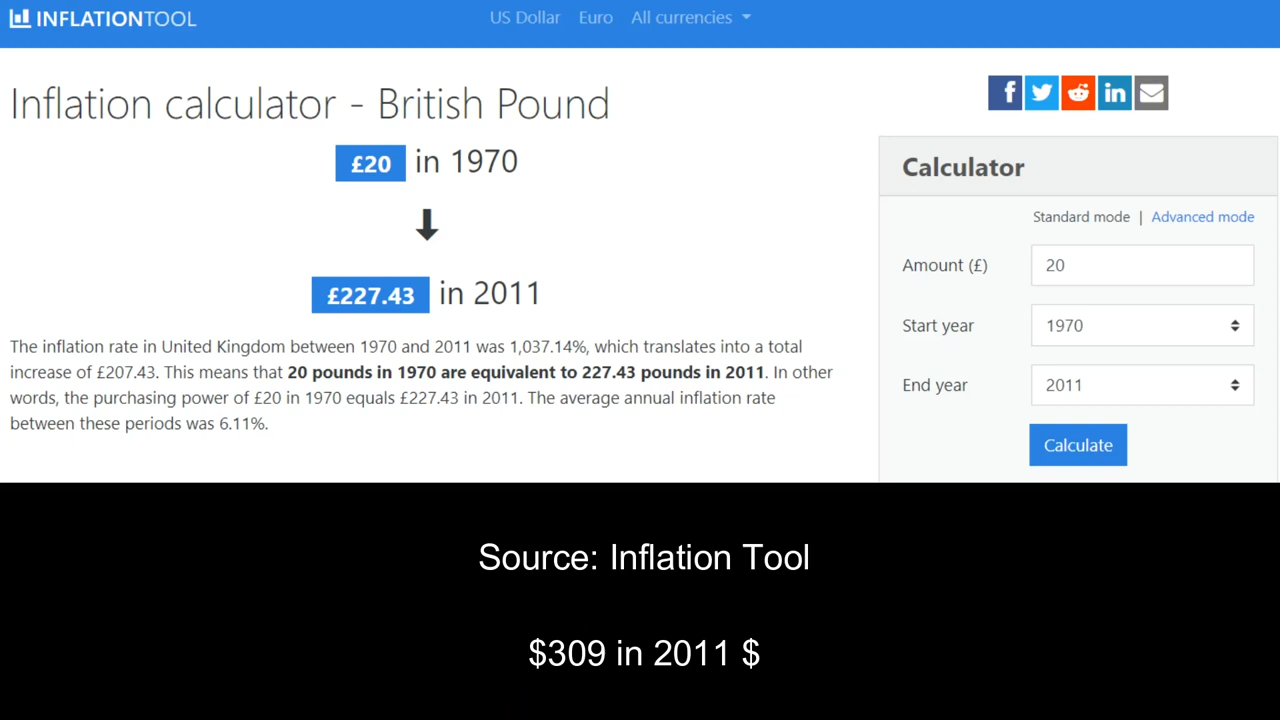 INFLATIONTOOL
US Dollar Euro All currencies
Inflation calculator - British Pound
£20 in 1970
£227.43 in 2011
The inflation rate in United Kingdom between 1970 and 2011 was 1,037.14%, which translates into a total
increase of £207.43. This means that 20 pounds in 1970 are equivalent to 227.43 pounds in 2011. In other
words, the purchasing power of £20 in 1970 equals £227.43 in 2011. The average annual inflation rate
between these periods was 6.11%.
Calculator
Standard mode | Advanced mode
Amount (£) 20
Start year 1970
End year 2011
Calculate
Source: Inflation Tool
$309 in 2011 $